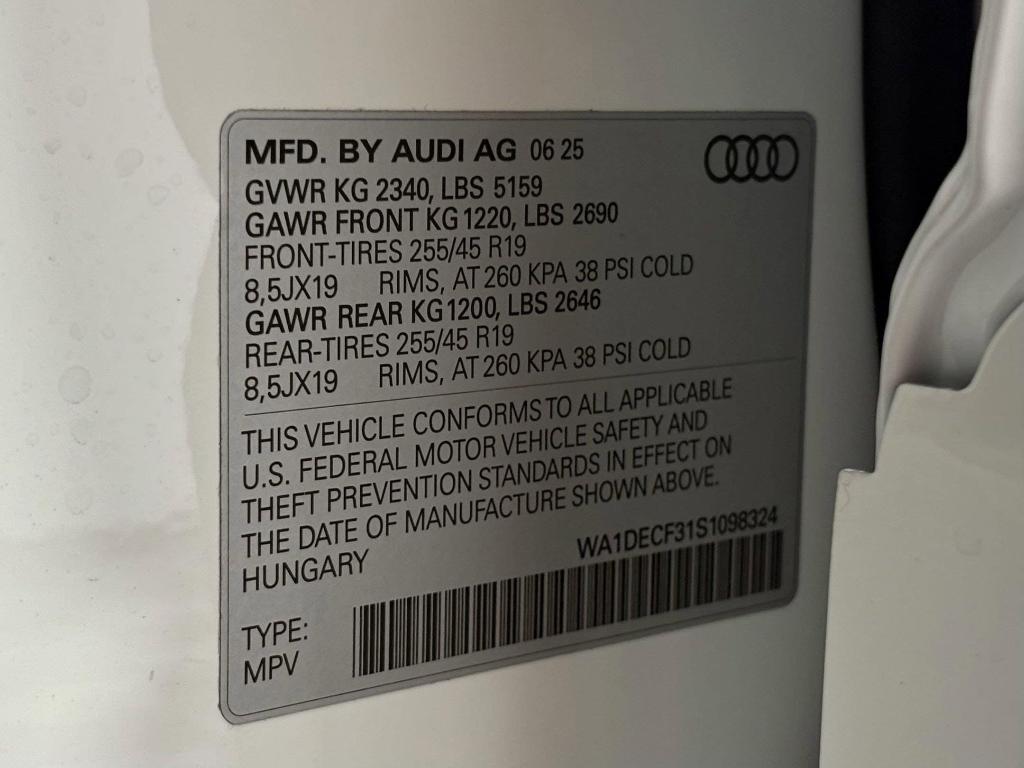 MFD. BY AUDI AG 06 25
GVWR KG 2340, LBS 5159
GAWR FRONT KG 1220, LBS 2690
FRONT-TIRES 255/45 R19
8,5JX19 RIMS, AT 260 KPA 38 PSI COLD
GAWR REAR KG 1200, LBS 2646
REAR-TIRES 255/45 R19
8,5JX19 RIMS, AT 260 KPA 38 PSI COLD
THIS VEHICLE CONFORMS TO ALL APPLICABLE
U.S. FEDERAL MOTOR VEHICLE SAFETY AND
THEFT PREVENTION STANDARDS IN EFFECT ON
THE DATE OF MANUFACTURE SHOWN ABOVE.
HUNGARY WA1DECF31S1098324
TYPE:
MPV